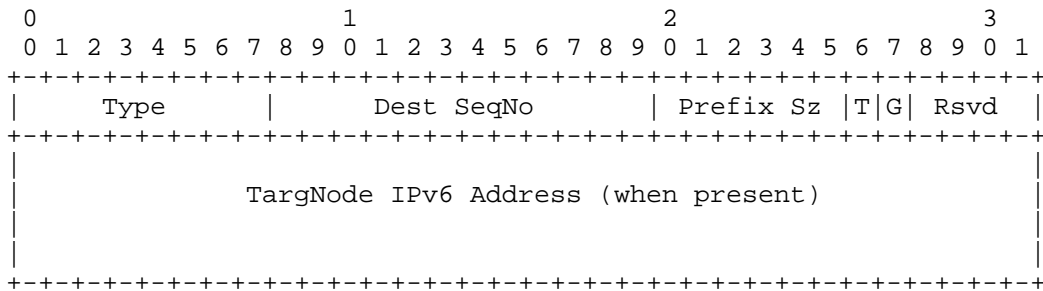 0                   1                   2                   3
 0 1 2 3 4 5 6 7 8 9 0 1 2 3 4 5 6 7 8 9 0 1 2 3 4 5 6 7 8 9 0 1
+-+-+-+-+-+-+-+-+-+-+-+-+-+-+-+-+-+-+-+-+-+-+-+-+-+-+-+-+-+-+-+-+
|     Type      |      Dest SeqNo       | Prefix Sz |T|G| Rsvd  |
+-+-+-+-+-+-+-+-+-+-+-+-+-+-+-+-+-+-+-+-+-+-+-+-+-+-+-+-+-+-+-+-+
|                                                               |
|              TargNode IPv6 Address (when present)             |
|                                                               |
|                                                               |
+-+-+-+-+-+-+-+-+-+-+-+-+-+-+-+-+-+-+-+-+-+-+-+-+-+-+-+-+-+-+-+-+